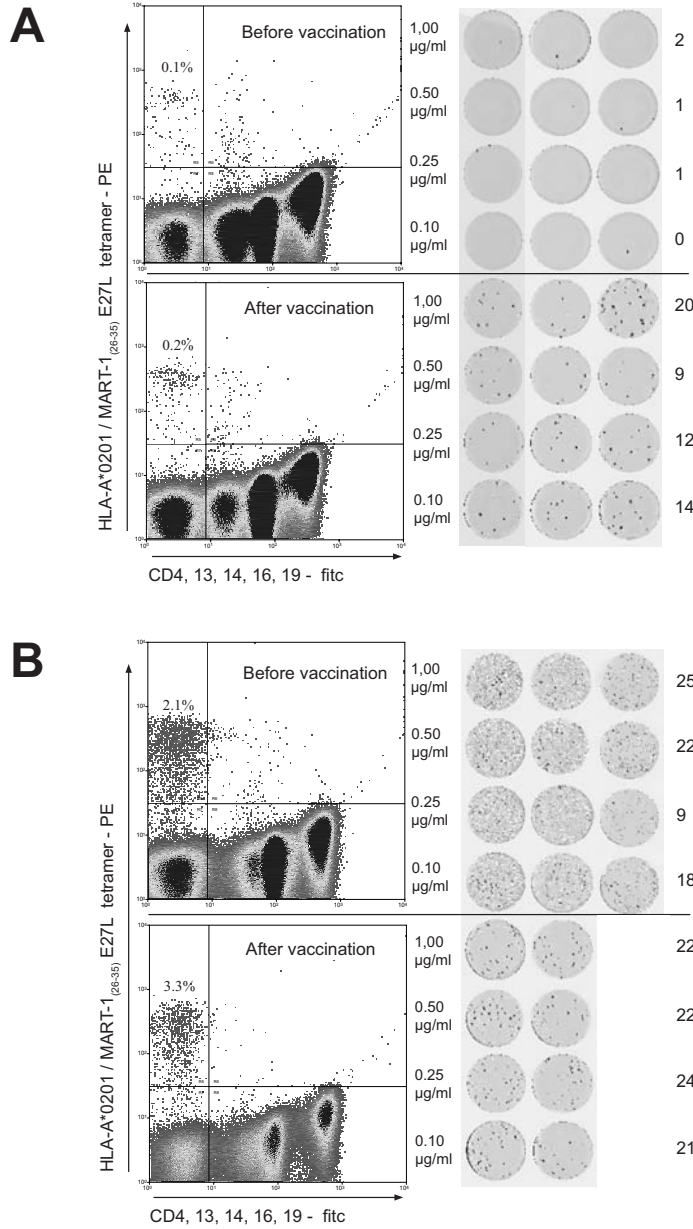 A
Before vaccination
0.1%
1,00
µg/ml
2
0.50
µg/ml
1
0.25
µg/ml
1
0.10
µg/ml
0
After vaccination
0.2%
1,00
µg/ml
20
0.50
µg/ml
9
0.25
µg/ml
12
0.10
µg/ml
14
HLA-A*0201 / MART-1(26-35) E27L tetramer - PE
CD4, 13, 14, 16, 19 - fitc
B
Before vaccination
2.1%
1,00
µg/ml
25
0.50
µg/ml
22
0.25
µg/ml
9
0.10
µg/ml
18
After vaccination
3.3%
1,00
µg/ml
22
0.50
µg/ml
22
0.25
µg/ml
24
0.10
µg/ml
21
HLA-A*0201 / MART-1(26-35) E27L tetramer - PE
CD4, 13, 14, 16, 19 - fitc